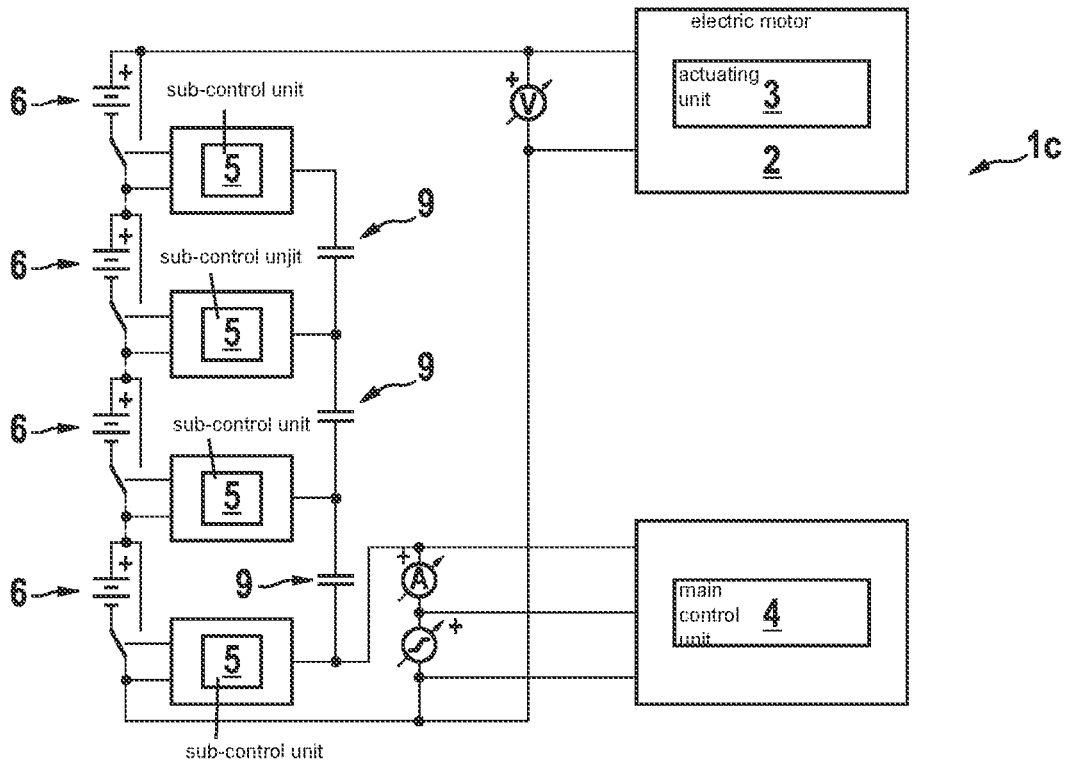 electric motor
actuating
unit
3
2
1c
6
+
sub-control unit
5
+
V
9
6
+
sub-control unjit
5
9
6
+
sub-control unit
5
6
+
9
+
A
+
5
sub-control unit
main
control
unit
4